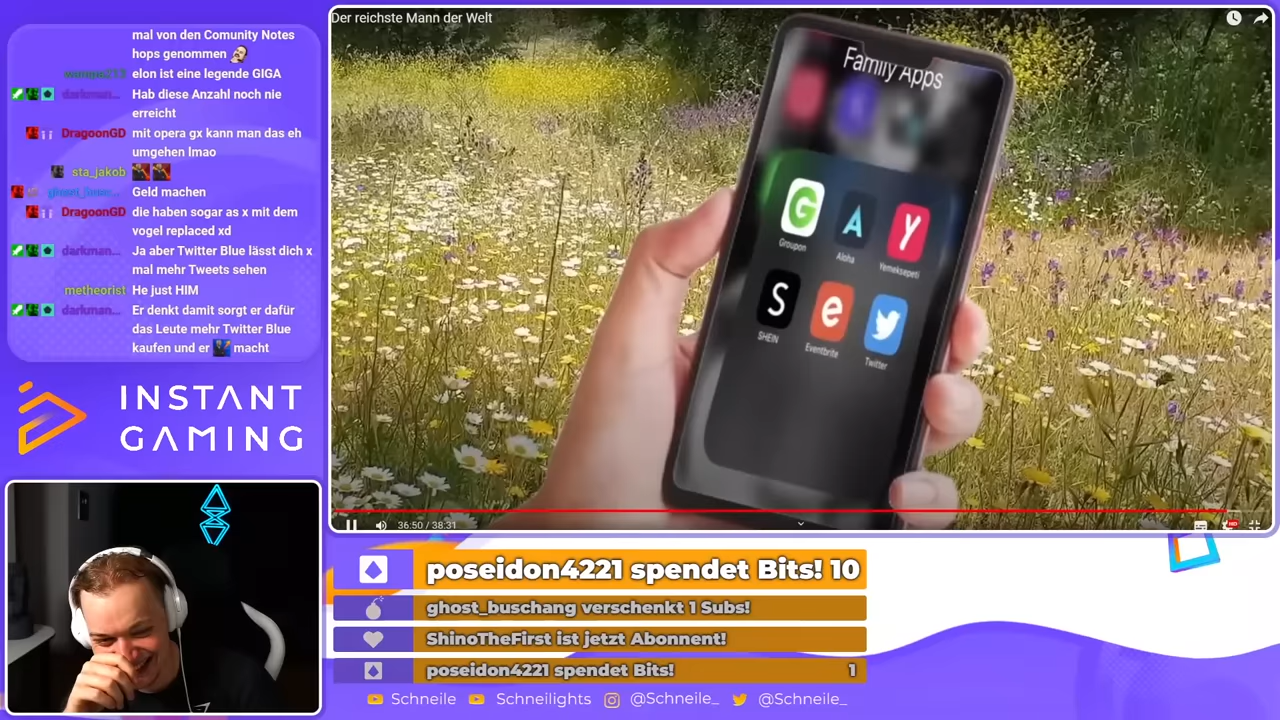 mal von den Comunity Notes
hops genommen
elon ist eine legende GIGA
Hab diese Anzahl noch nie
erreicht
DragoonGD mit opera gx kann man das eh
umgehen lmao
sta_jakob
Geld machen
DragoonGD die haben sogar as x mit dem
vogel replaced xd
darkman... Ja aber Twitter Blue lässt dich x
mal mehr Tweets sehen
metheorist He just HIM
darkman... Er denkt damit sorgt er dafür
das Leute mehr Twitter Blue
kaufen und er macht
INSTANT
GAMING
Der reichste Mann der Welt
Family Apps
G
A
Y
Groupon
Aloha
Yemeksepeti
S
e
SHEIN
Eventbrite
Twitter
36:50 / 38:31
HD
poseidon4221 spendet Bits! 10
ghost_buschang verschenkt 1 Subs!
ShinoTheFirst ist jetzt Abonnent!
poseidon4221 spendet Bits! 1
Schneile Schneilights @Schneile_ @Schneile_